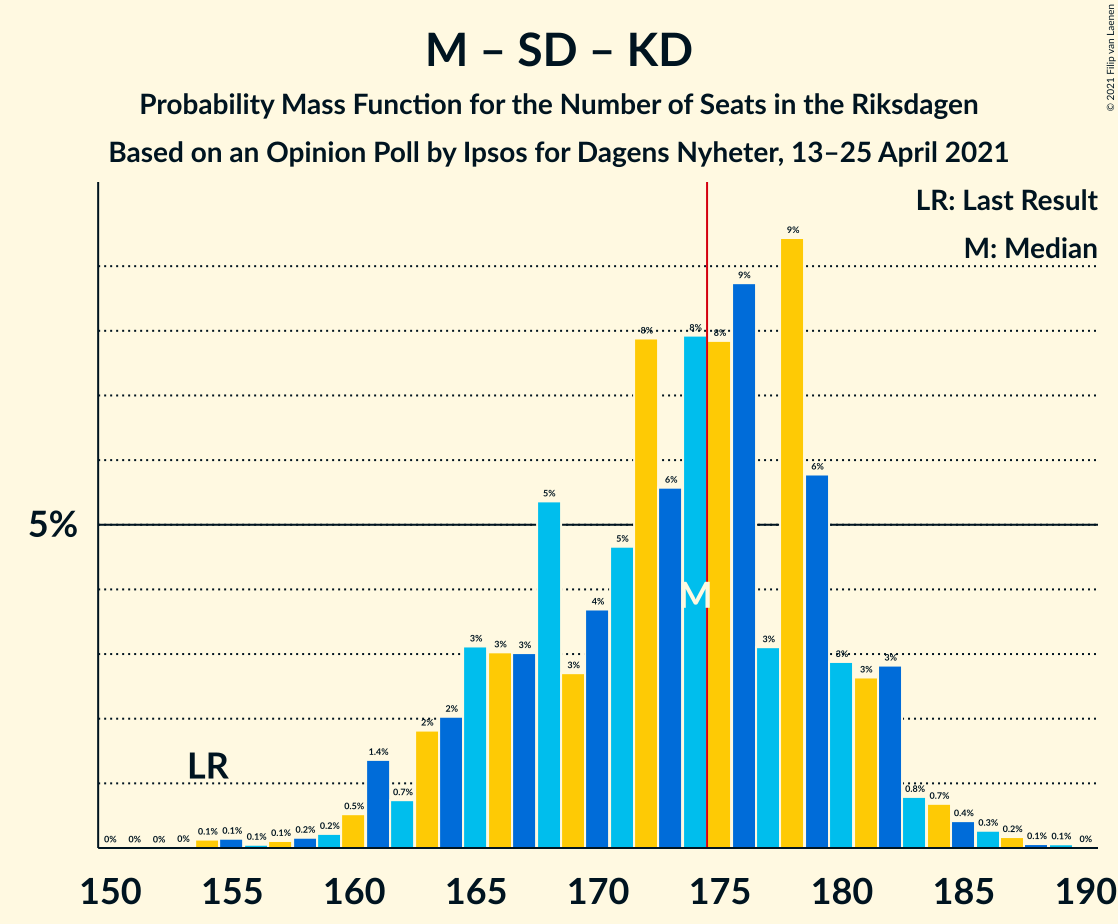 M – SD – KD
Probability Mass Function for the Number of Seats in the Riksdagen
Based on an Opinion Poll by Ipsos for Dagens Nyheter, 13–25 April 2021
© 2021 Filip van Laenen
LR: Last Result
M: Median
5%
LR
M
0% 0% 0% 0% 0.1% 0.1% 0.1% 0.1% 0.2% 0.2% 0.5% 1.4% 0.7% 2% 2% 3% 3% 3% 5% 3% 4% 5% 8% 6% 8% 8% 9% 3% 9% 6% 3% 3% 3% 0.8% 0.7% 0.4% 0.3% 0.2% 0.1% 0.1% 0%
150 155 160 165 170 175 180 185 190